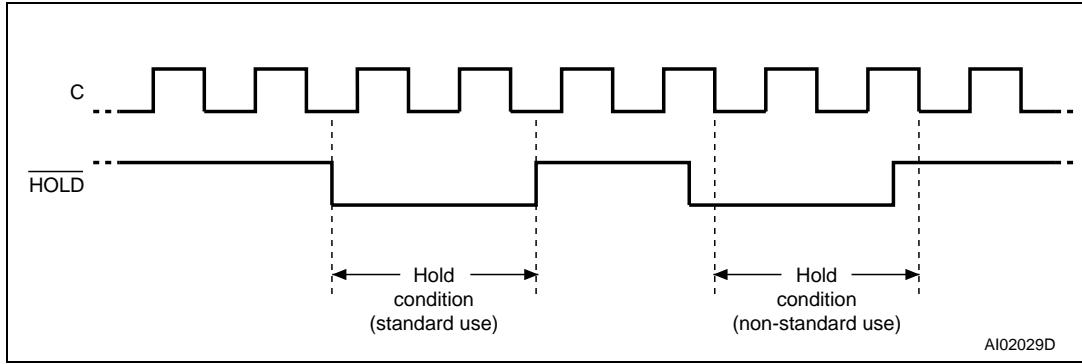 C
HOLD
Hold
condition
(standard use)
Hold
condition
(non-standard use)
AI02029D